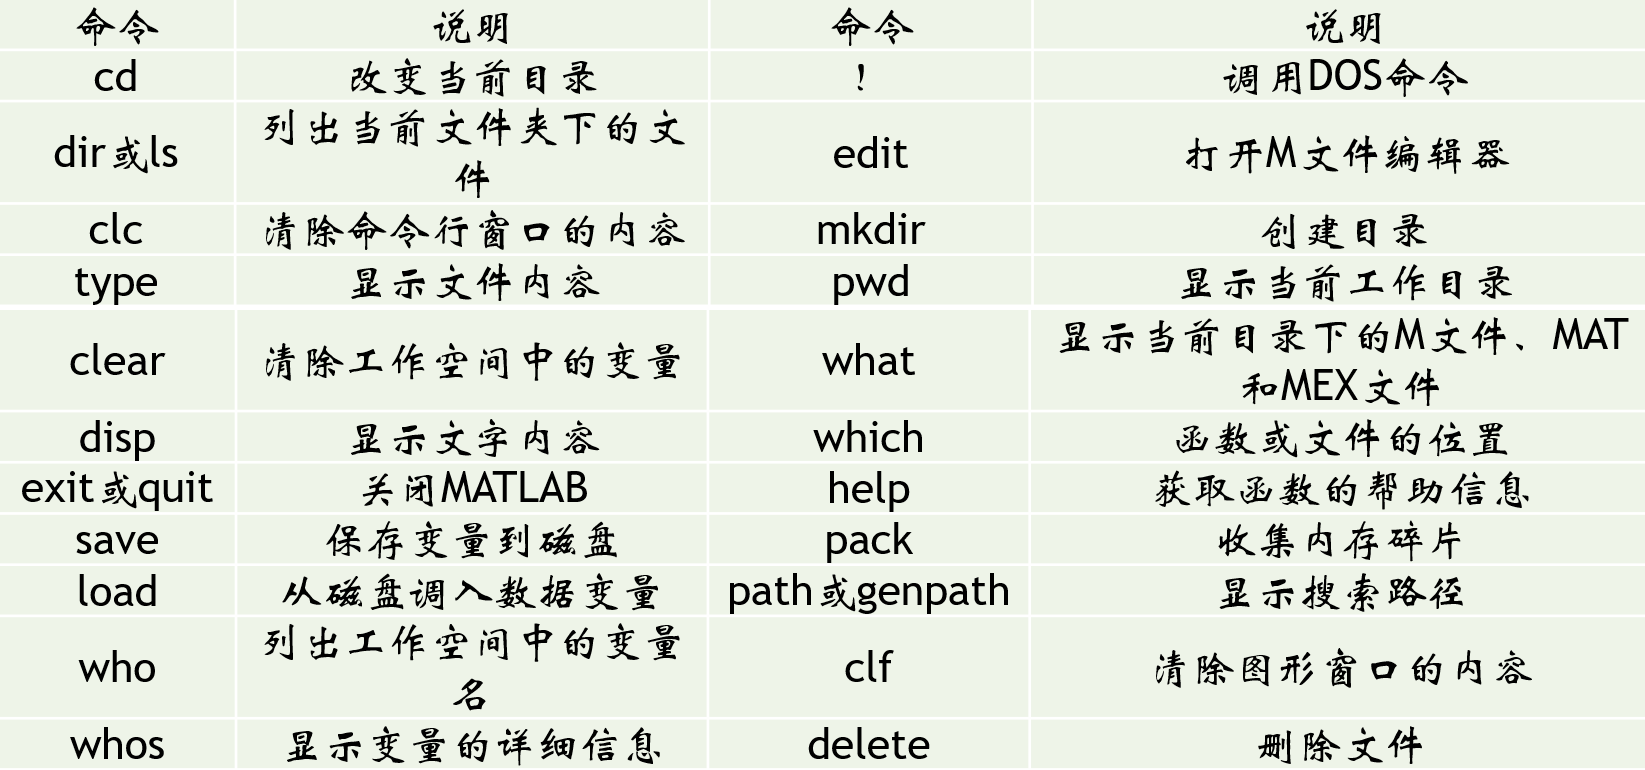 命令 说明 命令 说明
cd 改变当前目录 ! 调用DOS命令
dir或ls 列出当前文件夹下的文
件 edit 打开M文件编辑器
clc 清除命令行窗口的内容 mkdir 创建目录
type 显示文件内容 pwd 显示当前工作目录
clear 清除工作空间中的变量 what 显示当前目录下的M文件、MAT
和MEX文件
disp 显示文字内容 which 函数或文件的位置
exit或quit 关闭MATLAB help 获取函数的帮助信息
save 保存变量到磁盘 pack 收集内存碎片
load 从磁盘调入数据变量 path或genpath 显示搜索路径
who 列出工作空间中的变量
名 clf 清除图形窗口的内容
whos 显示变量的详细信息 delete 删除文件